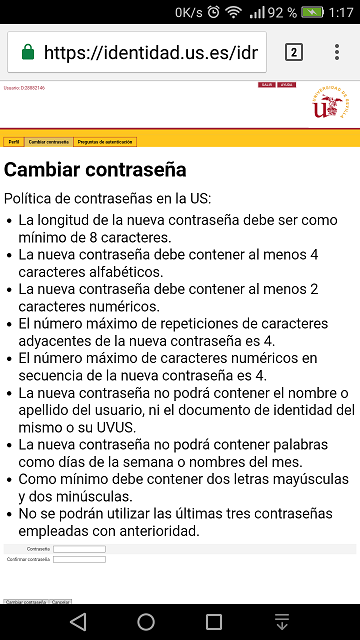 0K/s 92 % 1:17
https://identidad.us.es/idr
2
Usuario: D:28882146
SALIR AYUDA
UNIVERSIDAD DE SEVILLA
Perfil Cambiar contraseña Preguntas de autenticación
Cambiar contraseña
Política de contraseñas en la US:
• La longitud de la nueva contraseña debe ser como
mínimo de 8 caracteres.
• La nueva contraseña debe contener al menos 4
caracteres alfabéticos.
• La nueva contraseña debe contener al menos 2
caracteres numéricos.
• El número máximo de repeticiones de caracteres
adyacentes de la nueva contraseña es 4.
• El número máximo de caracteres numéricos en
secuencia de la nueva contraseña es 4.
• La nueva contraseña no podrá contener el nombre o
apellido del usuario, ni el documento de identidad del
mismo o su UVUS.
• La nueva contraseña no podrá contener palabras
como días de la semana o nombres del mes.
• Como mínimo debe contener dos letras mayúsculas
y dos minúsculas.
• No se podrán utilizar las últimas tres contraseñas
empleadas con anterioridad.
Contraseña
Confirmar contraseña
Cambiar contraseña Cancelar